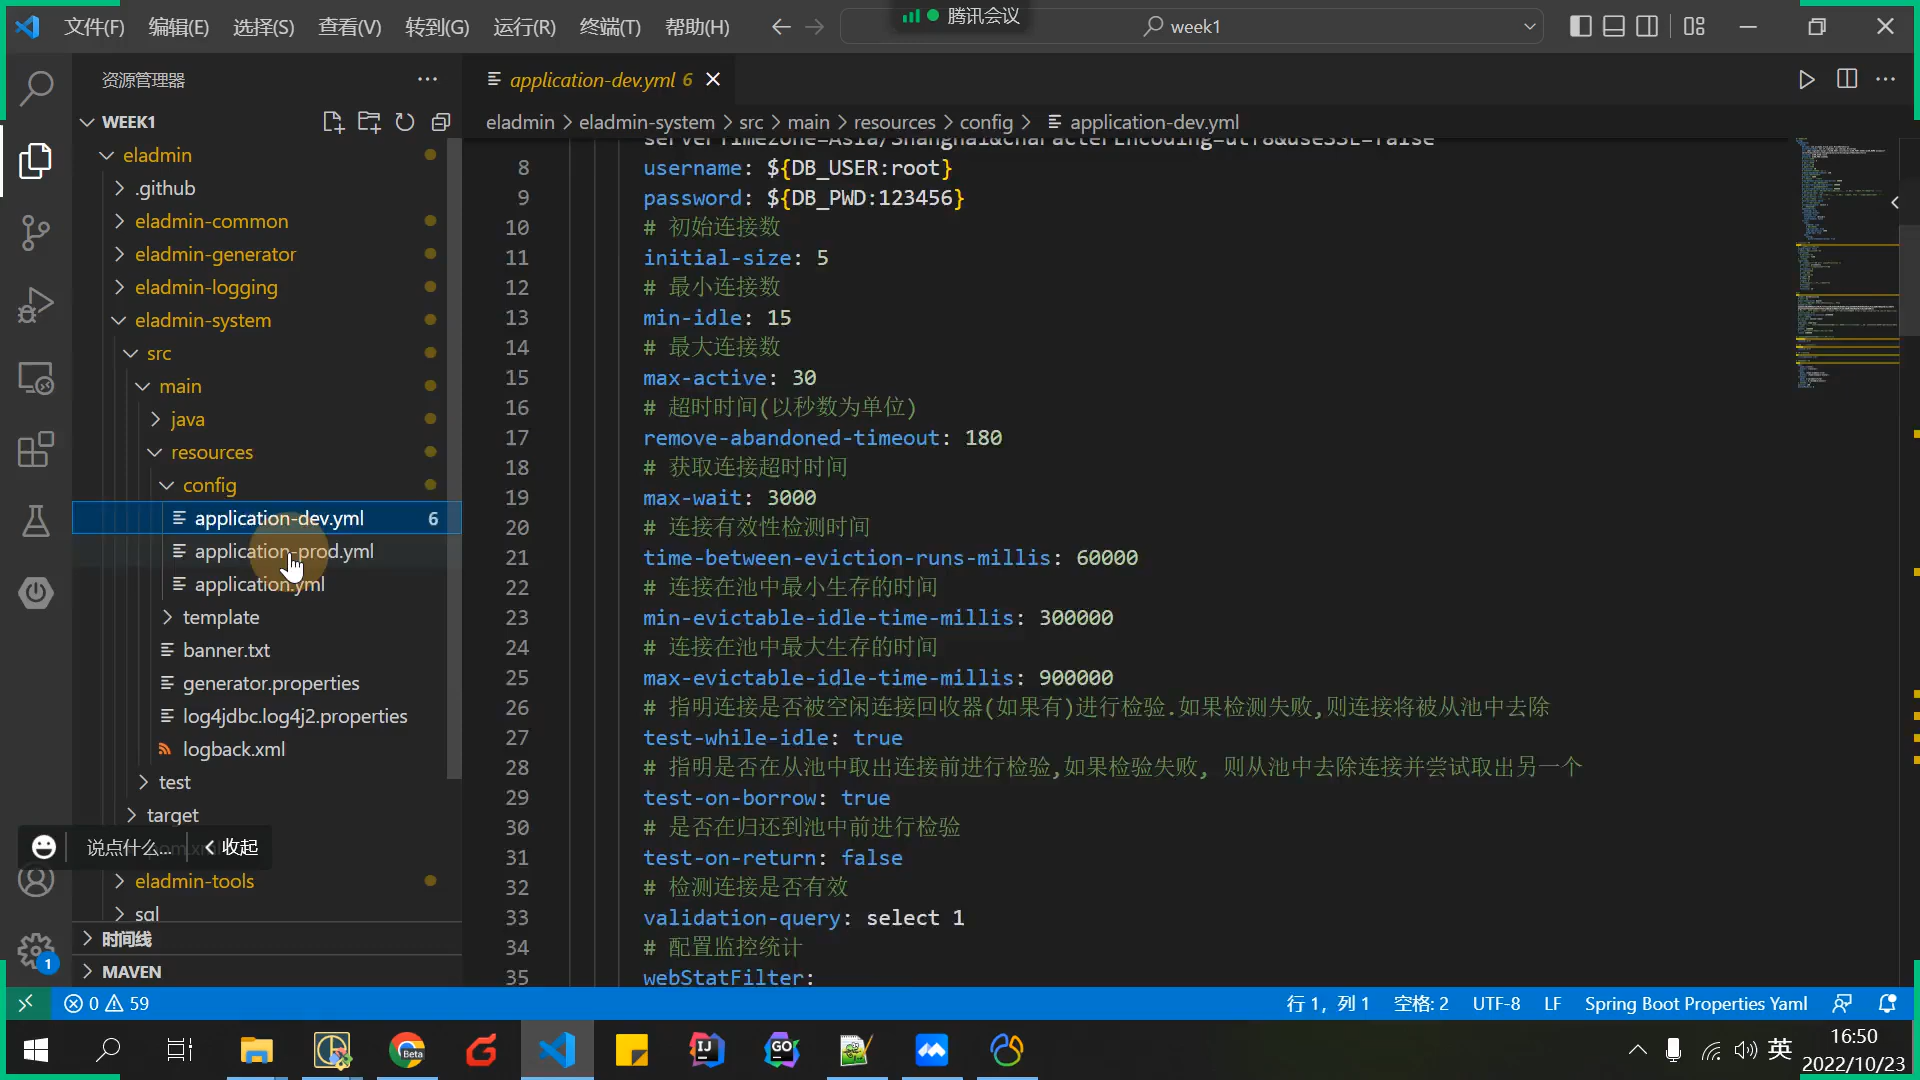 文件(F) 编辑(E) 选择(S) 查看(V) 转到(G) 运行(R) 终端(T) 帮助(H)
腾讯会议
week1
资源管理器
application-dev.yml 6
WEEK1
eladmin > eladmin-system > src > main > resources > config > application-dev.yml
eladmin
.github
eladmin-common
eladmin-generator
eladmin-logging
eladmin-system
src
main
java
resources
config
application-dev.yml 6
application-prod.yml
application.yml
template
banner.txt
generator.properties
log4jdbc.log4j2.properties
logback.xml
test
target
说点什么... 收起
eladmin-tools
sql
时间线
MAVEN
serverTimezone=Asia/Shanghai&characterEncoding=utf8&useSSL=false
8 username: ${DB_USER:root}
9 password: ${DB_PWD:123456}
10 # 初始连接数
11 initial-size: 5
12 # 最小连接数
13 min-idle: 15
14 # 最大连接数
15 max-active: 30
16 # 超时时间(以秒数为单位)
17 remove-abandoned-timeout: 180
18 # 获取连接超时时间
19 max-wait: 3000
20 # 连接有效性检测时间
21 time-between-eviction-runs-millis: 60000
22 # 连接在池中最小生存的时间
23 min-evictable-idle-time-millis: 300000
24 # 连接在池中最大生存的时间
25 max-evictable-idle-time-millis: 900000
26 # 指明连接是否被空闲连接回收器(如果有)进行检验.如果检测失败,则连接将被从池中去除
27 test-while-idle: true
28 # 指明是否在从池中取出连接前进行检验,如果检验失败, 则从池中去除连接并尝试取出另一个
29 test-on-borrow: true
30 # 是否在归还到池中前进行检验
31 test-on-return: false
32 # 检测连接是否有效
33 validation-query: select 1
34 # 配置监控统计
35 webStatFilter:
1
0 59
行 1，列 1 空格: 2 UTF-8 LF Spring Boot Properties Yaml
Beta
IJ
GO
英
16:50
2022/10/23